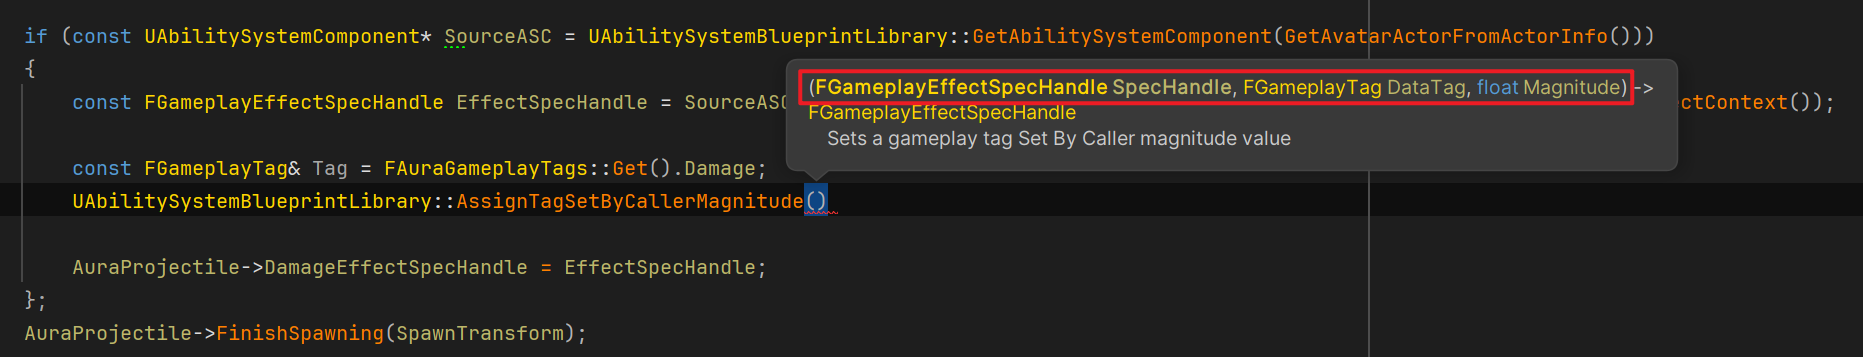 if (const UAbilitySystemComponent* SourceASC = UAbilitySystemBlueprintLibrary::GetAbilitySystemComponent(GetAvatarActorFromActorInfo()))
{
(FGameplayEffectSpecHandle SpecHandle, FGameplayTag DataTag, float Magnitude) ->
const FGameplayEffectSpecHandle EffectSpecHandle = SourceASC ectContext());
FGameplayEffectSpecHandle
Sets a gameplay tag Set By Caller magnitude value
const FGameplayTag& Tag = FAuraGameplayTags::Get().Damage;
UAbilitySystemBlueprintLibrary::AssignTagSetByCallerMagnitude()
AuraProjectile->DamageEffectSpecHandle = EffectSpecHandle;
};
AuraProjectile->FinishSpawning(SpawnTransform);